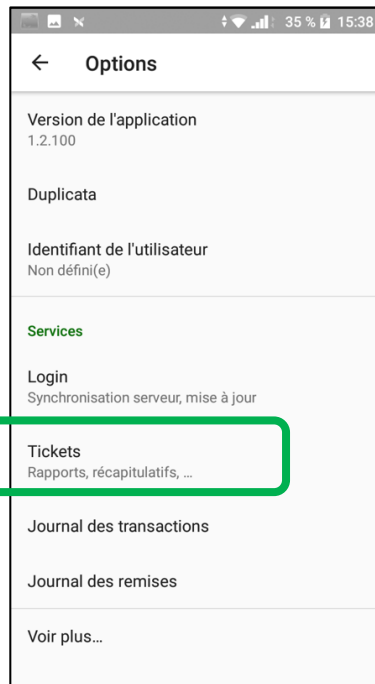 35 % 15:38
Options
Version de l'application
1.2.100
Duplicata
Identifiant de l'utilisateur
Non défini(e)
Services
Login
Synchronisation serveur, mise à jour
Tickets
Rapports, récapitulatifs, ...
Journal des transactions
Journal des remises
Voir plus...